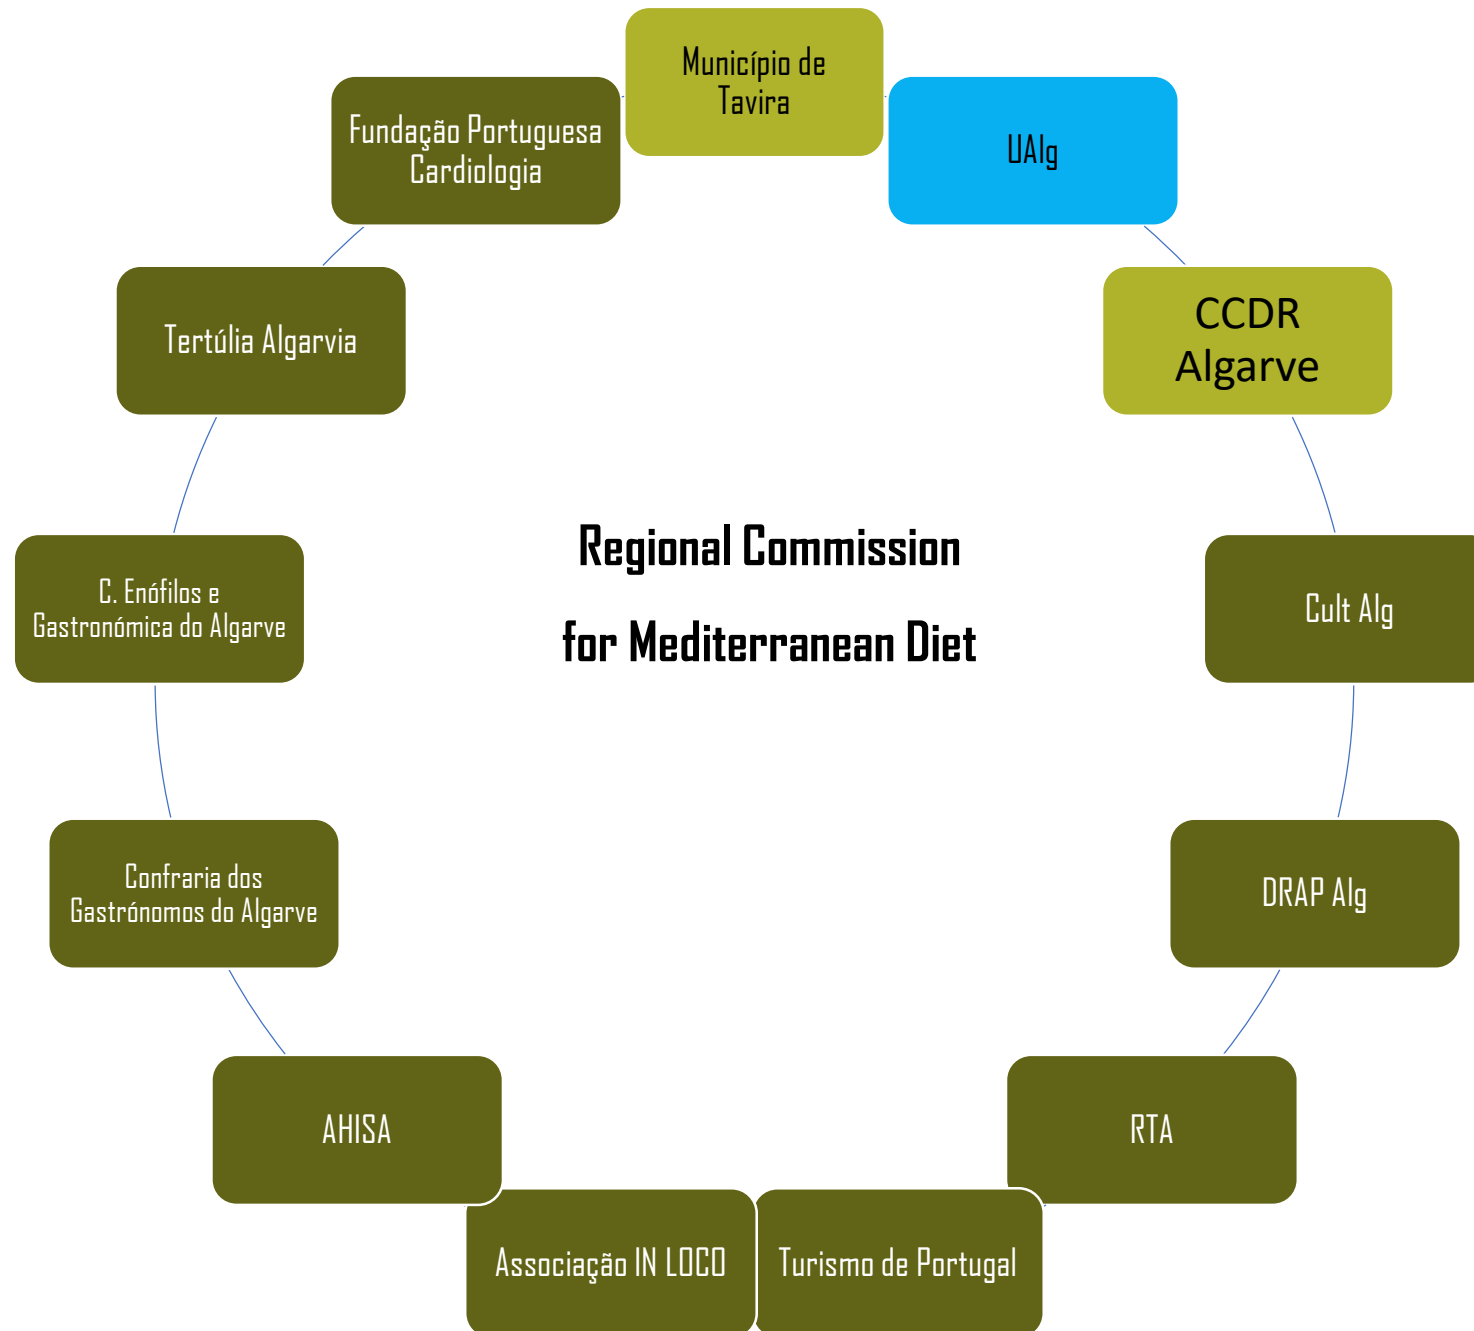 Município de
Tavira
UAlg
CCDR
Algarve
Cult Alg
DRAP Alg
RTA
Turismo de Portugal
Associação IN LOCO
AHISA
Confraria dos
Gastrónomos do Algarve
C. Enófilos e
Gastronómica do Algarve
Tertúlia Algarvia
Fundação Portuguesa
Cardiologia
Regional Commission
for Mediterranean Diet